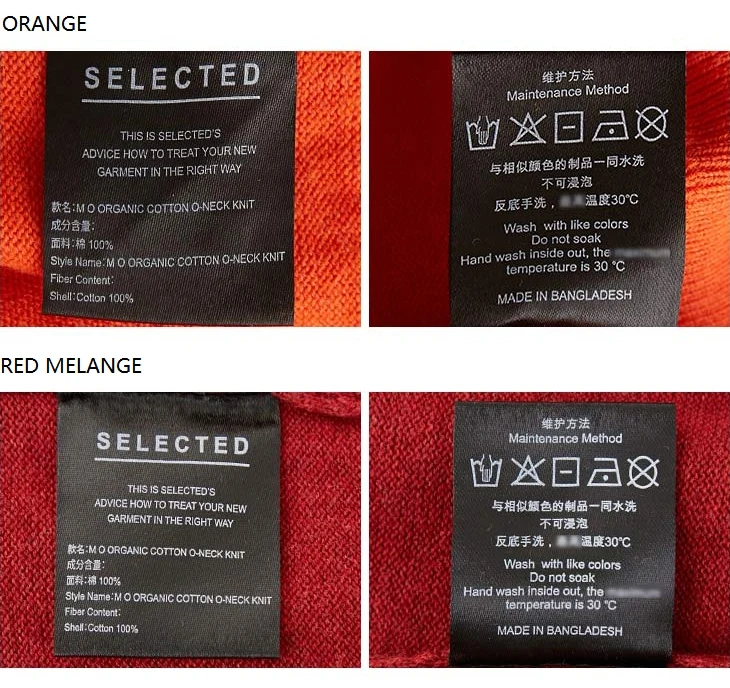 ORANGE
SELECTED
THIS IS SELECTED'S
ADVICE HOW TO TREAT YOUR NEW
GARMENT IN THE RIGHT WAY
款名:M O ORGANIC COTTON O-NECK KNIT
成分含量:
面料:棉 100%
Style Name:M O ORGANIC COTTON O-NECK KNIT
Fiber Content:
Shell:Cotton 100%
维护方法
Maintenance Method
与相似颜色的制品一同水洗
不可浸泡
反底手洗，温度30℃
Wash with like colors
Do not soak
Hand wash inside out, the
temperature is 30 ℃
MADE IN BANGLADESH
RED MELANGE
SELECTED
THIS IS SELECTED'S
ADVICE HOW TO TREAT YOUR NEW
GARMENT IN THE RIGHT WAY
款名:M O ORGANIC COTTON O-NECK KNIT
成分含量:
面料:棉 100%
Style Name:M O ORGANIC COTTON O-NECK KNIT
Fiber Content:
Shell:Cotton 100%
维护方法
Maintenance Method
与相似颜色的制品一同水洗
不可浸泡
反底手洗，温度30℃
Wash with like colors
Do not soak
Hand wash inside out, the
temperature is 30 ℃
MADE IN BANGLADESH